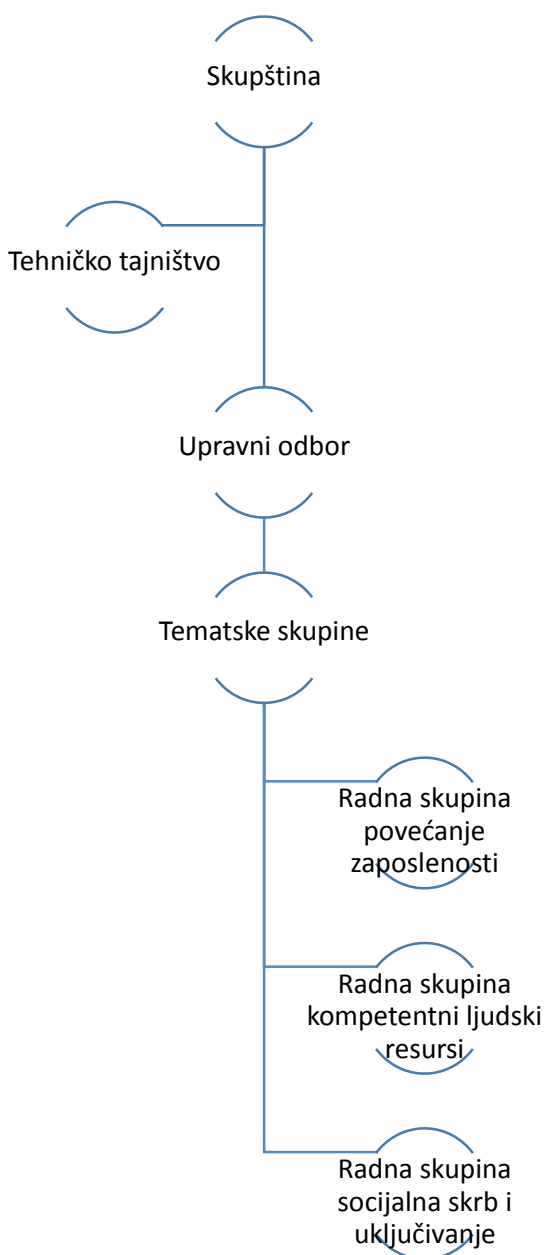 Skupština
Tehničko tajništvo
Upravni odbor
Tematske skupine
Radna skupina
povećanje
zaposlenosti
Radna skupina
kompetentni ljudski
resursi
Radna skupina
socijalna skrb i
uključivanje